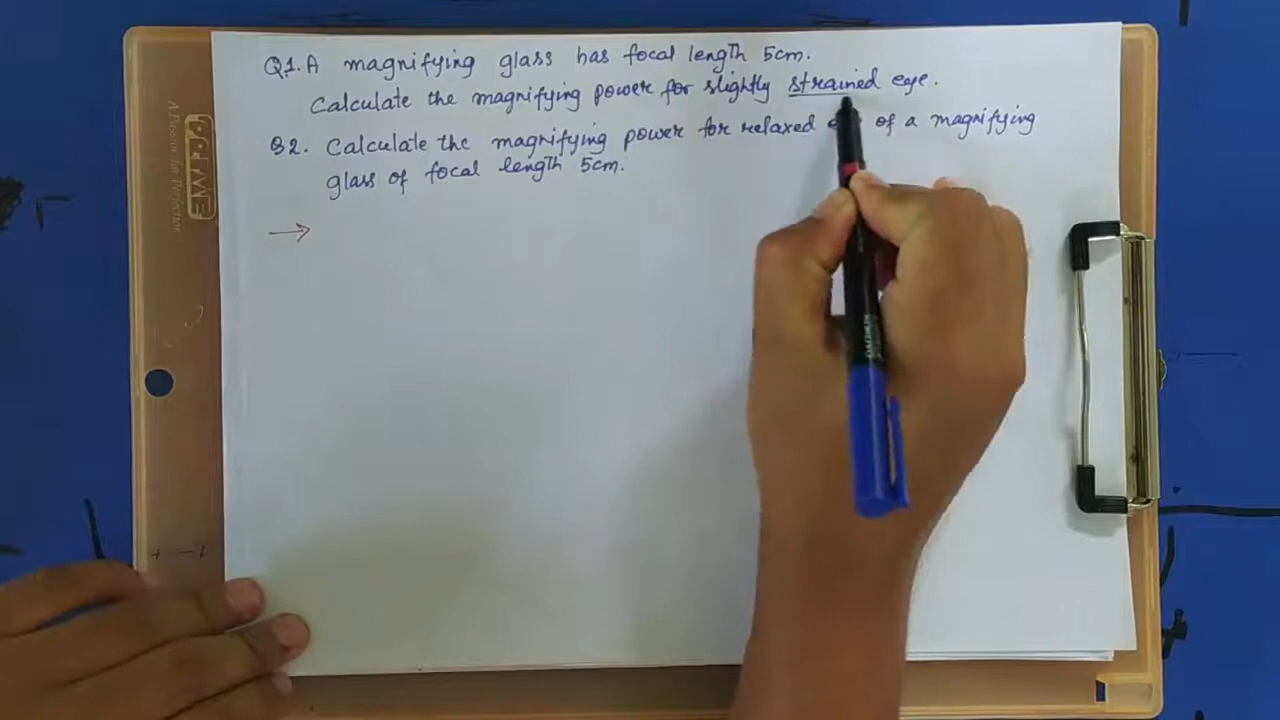 Q1. A magnifying glass has focal length 5cm.
Calculate the magnifying power for slightly strained eye.
Q2. Calculate the magnifying power for relaxed of a magnifying
glass of focal length 5cm.